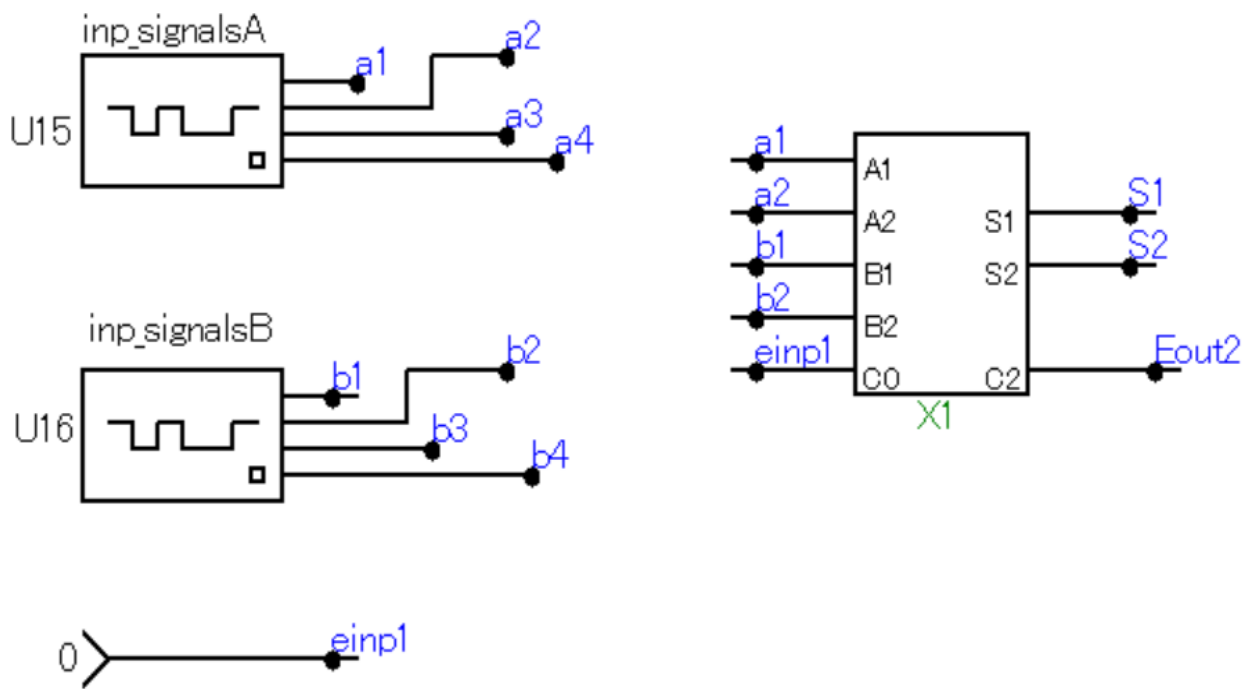 inp_signalsA
a1
a2
a3
a4
U15
inp_signalsB
b1
b2
b3
b4
U16
0
einp1
a1
a2
b1
b2
einp1
A1
A2
B1
B2
C0
S1
S2
C2
S1
S2
Eout2
X1